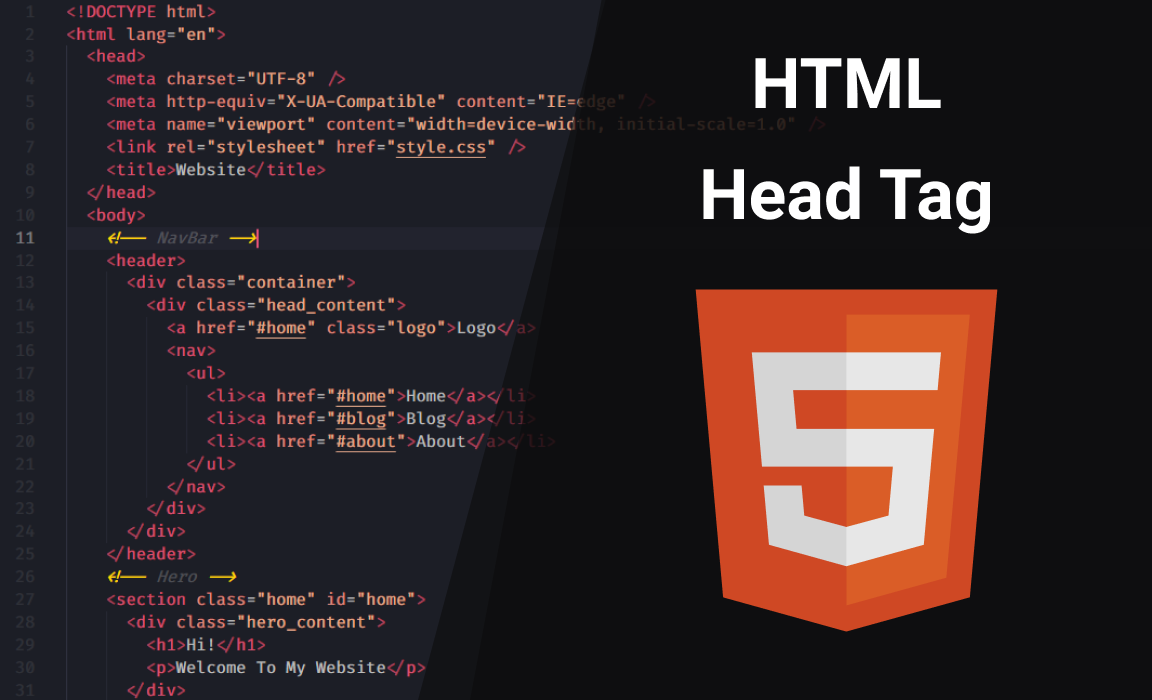 1 <!DOCTYPE html>
2 <html lang="en">
3 <head>
4 <meta charset="UTF-8" />
5 <meta http-equiv="X-UA-Compatible" content="IE=edge" />
6 <meta name="viewport" content="width=device-width, initial-scale=1.0" />
7 <link rel="stylesheet" href="style.css" />
8 <title>Website</title>
9 </head>
10 <body>
11 <!-- NavBar -->
12 <header>
13 <div class="container">
14 <div class="head_content">
15 <a href="#home" class="logo">Logo</a>
16 <nav>
17 <ul>
18 <li><a href="#home">Home</a></li>
19 <li><a href="#blog">Blog</a></li>
20 <li><a href="#about">About</a></li>
21 </ul>
22 </nav>
23 </div>
24 </div>
25 </header>
26 <!-- Hero -->
27 <section class="home" id="home">
28 <div class="hero_content">
29 <h1>Hi!</h1>
30 <p>Welcome To My Website</p>
31 </div>
HTML
Head Tag
5